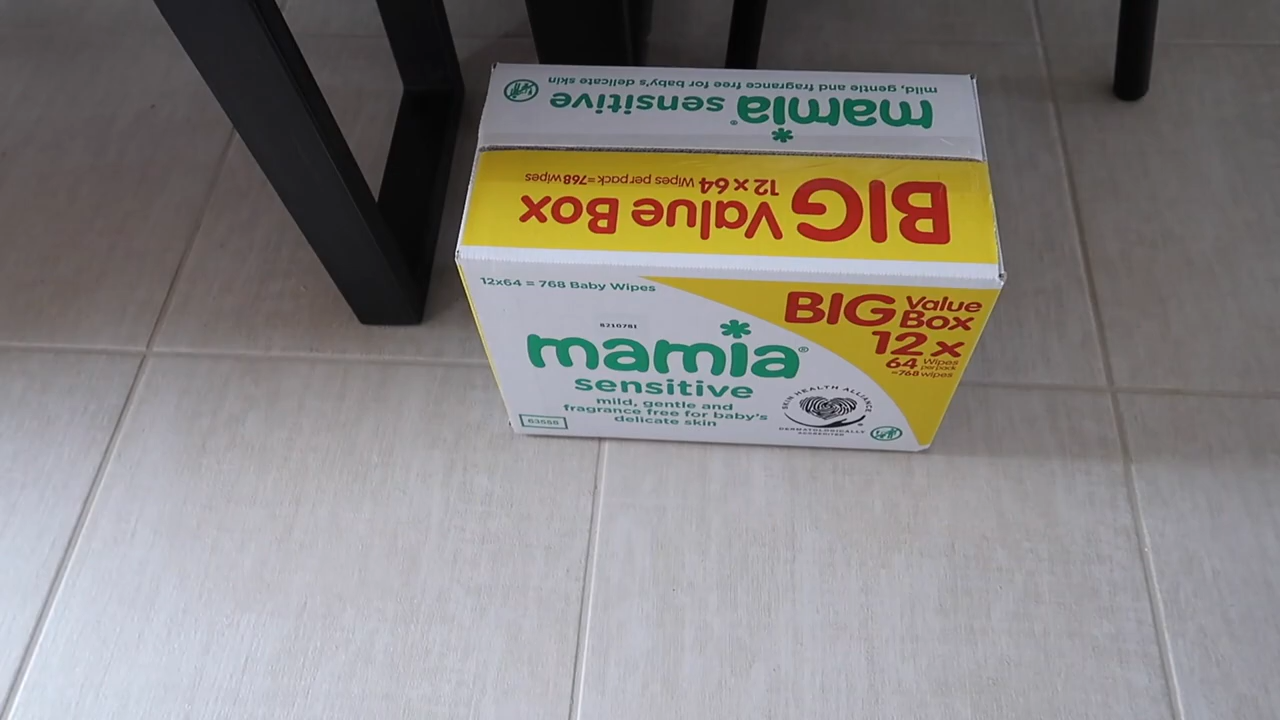 mamia® sensitive
mild, gentle and fragrance free for baby's delicate skin
BIG Value Box
12 x 64 Wipes per pack =768 wipes
12x64 = 768 Baby Wipes
8210781
mamia®
sensitive
mild, gentle and
fragrance free for baby's
delicate skin
63558
BIG Value Box
12 x
64 Wipes per pack
=768 wipes
SKIN HEALTH ALLIANCE
DERMATOLOGICALLY
ACCREDITED